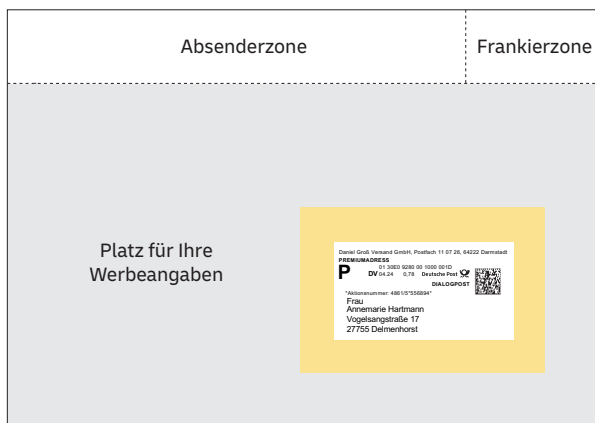 Absenderzone
Frankierzone
Platz für Ihre
Werbeangaben
Daniel Groß Versand GmbH, Postfach 11 07 26, 64222 Darmstadt
PREMIUMADRESS
P
01 30E0 9280 00 1000 001D
DV 04.24 0,78 Deutsche Post
DIALOGPOST
*Aktionsnummer: 4861/5*556894*
Frau
Annemarie Hartmann
Vogelsangstraße 17
27755 Delmenhorst